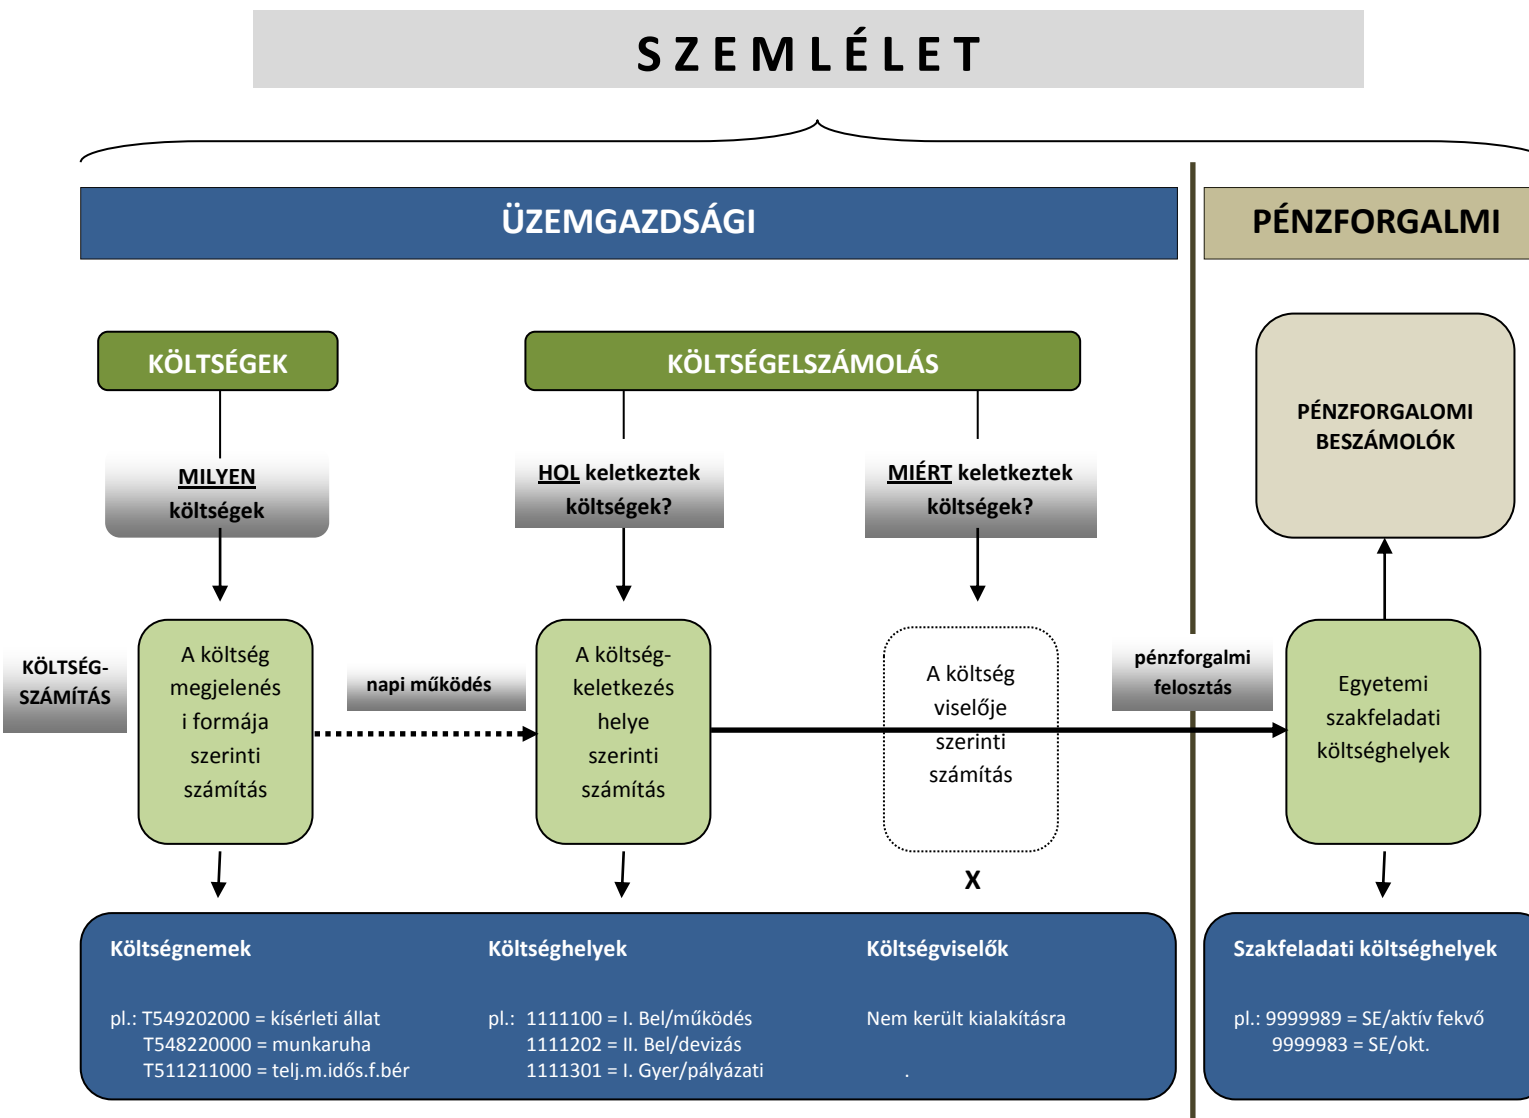 SZEMLÉLET
ÜZEMGAZDSÁGI
PÉNZFORGALMI
KÖLTSÉGEK
KÖLTSÉGELSZÁMOLÁS
PÉNZFORGALOMI
BESZÁMOLÓK
MILYEN
költségek
HOL keletkeztek
költségek?
MIÉRT keletkeztek
költségek?
KÖLTSÉG-
SZÁMÍTÁS
A költség
megjelenés
i formája
szerinti
számítás
napi működés
A költség-
keletkezés
helye
szerinti
számítás
A költség
viselője
szerinti
számítás
pénzforgalmi
felosztás
Egyetemi
szakfeladati
költséghelyek
X
Költségnemek
pl.: T549202000 = kísérleti állat
T548220000 = munkaruha
T511211000 = telj.m.idős.f.bér
Költséghelyek
pl.: 1111100 = I. Bel/működés
1111202 = II. Bel/devizás
1111301 = I. Gyer/pályázati
Költségviselők
Nem került kialakításra
.
Szakfeladati költséghelyek
pl.: 9999989 = SE/aktív fekvő
9999983 = SE/okt.